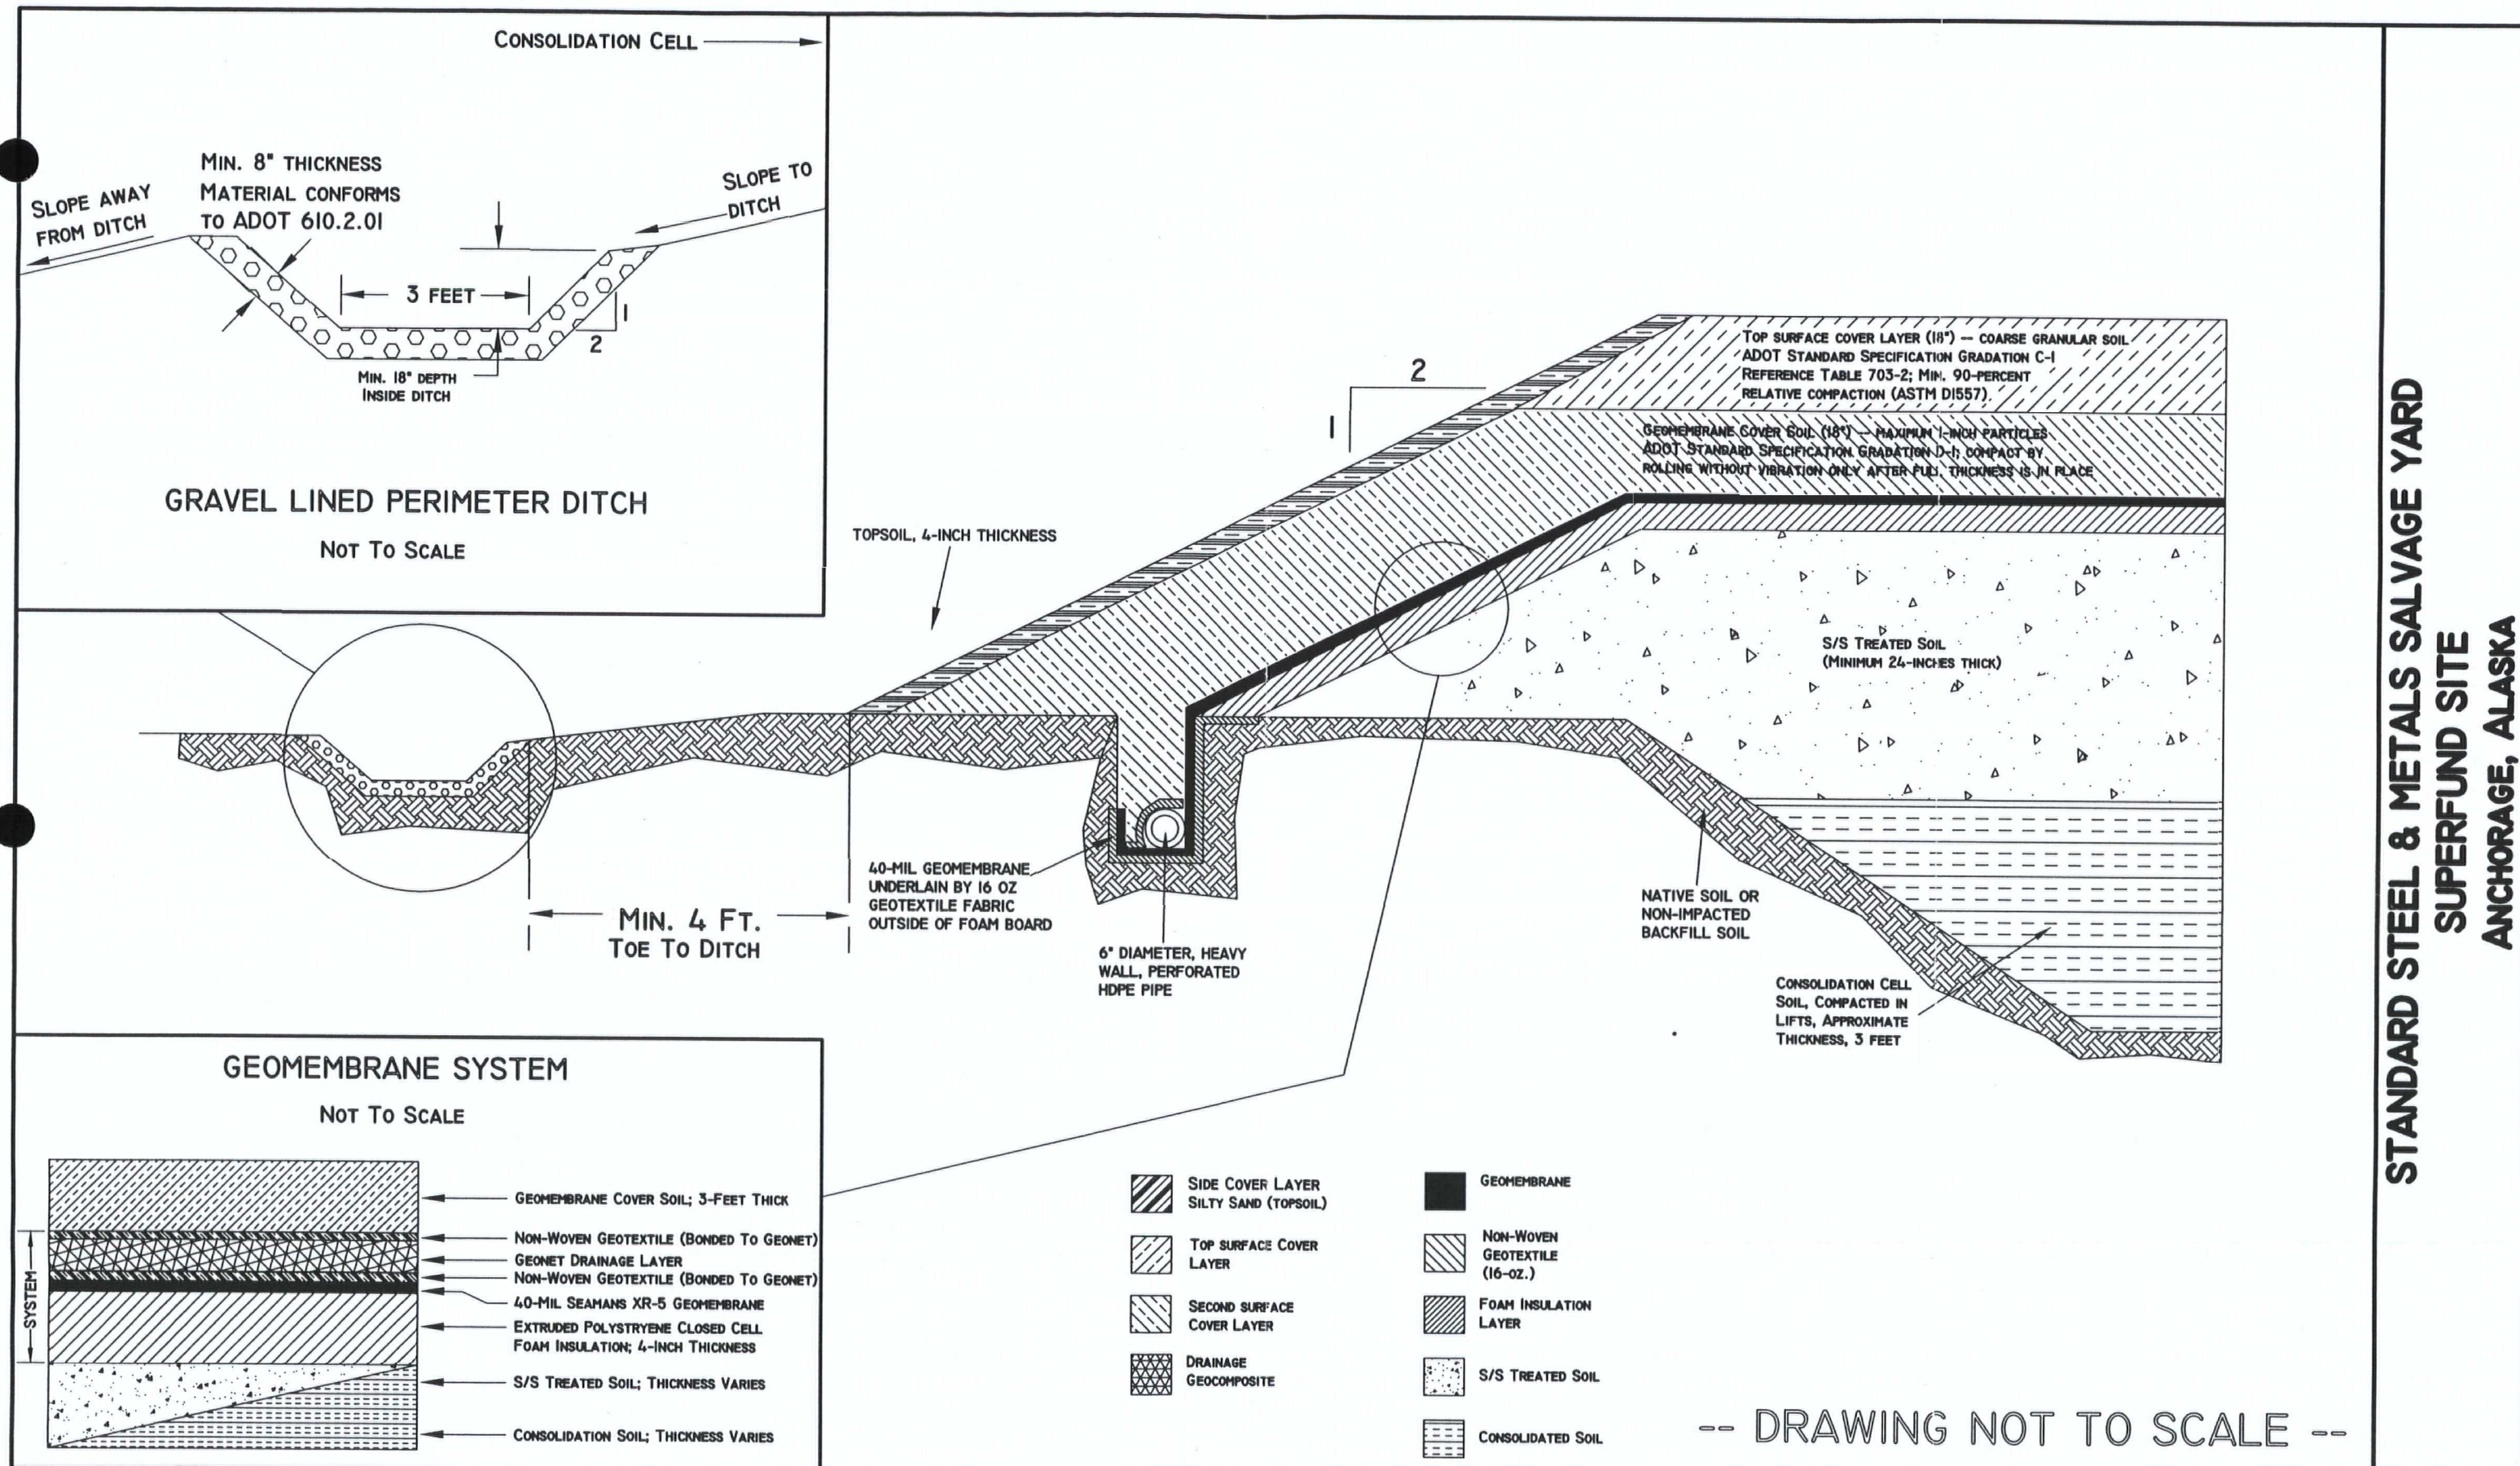 CONSOLIDATION CELL
MIN. 8" THICKNESS
MATERIAL CONFORMS
TO ADOT 610.2.01
SLOPE AWAY
FROM DITCH
SLOPE TO
DITCH
3 FEET
1
2
MIN. 18" DEPTH
INSIDE DITCH
GRAVEL LINED PERIMETER DITCH
NOT TO SCALE
2
1
TOP SURFACE COVER LAYER (18") -- COARSE GRANULAR SOIL
ADOT STANDARD SPECIFICATION GRADATION C-1
REFERENCE TABLE 703-2; MIN. 90-PERCENT
RELATIVE COMPACTION (ASTM D1557).
GEOMEMBRANE COVER SOIL (18") -- MAXIMUM 1-INCH PARTICLES
ADOT STANDARD SPECIFICATION GRADATION D-1; COMPACT BY
ROLLING WITHOUT VIBRATION ONLY AFTER FULL THICKNESS IS IN PLACE
TOPSOIL, 4-INCH THICKNESS
S/S TREATED SOIL
(MINIMUM 24-INCHES THICK)
MIN. 4 FT.
TOE TO DITCH
40-MIL GEOMEMBRANE
UNDERLAIN BY 16 OZ
GEOTEXTILE FABRIC
OUTSIDE OF FOAM BOARD
6" DIAMETER, HEAVY
WALL, PERFORATED
HDPE PIPE
NATIVE SOIL OR
NON-IMPACTED
BACKFILL SOIL
CONSOLIDATION CELL
SOIL, COMPACTED IN
LIFTS, APPROXIMATE
THICKNESS, 3 FEET
GEOMEMBRANE SYSTEM
NOT TO SCALE
SYSTEM
GEOMEMBRANE COVER SOIL; 3-FEET THICK
NON-WOVEN GEOTEXTILE (BONDED TO GEONET)
GEONET DRAINAGE LAYER
NON-WOVEN GEOTEXTILE (BONDED TO GEONET)
40-MIL SEAMANS XR-5 GEOMEMBRANE
EXTRUDED POLYSTRYENE CLOSED CELL
FOAM INSULATION; 4-INCH THICKNESS
S/S TREATED SOIL; THICKNESS VARIES
CONSOLIDATION SOIL; THICKNESS VARIES
SIDE COVER LAYER
SILTY SAND (TOPSOIL)
TOP SURFACE COVER
LAYER
SECOND SURFACE
COVER LAYER
DRAINAGE
GEOCOMPOSITE
GEOMEMBRANE
NON-WOVEN
GEOTEXTILE
(16-OZ.)
FOAM INSULATION
LAYER
S/S TREATED SOIL
CONSOLIDATED SOIL
-- DRAWING NOT TO SCALE --
STANDARD STEEL & METALS SALVAGE YARD
SUPERFUND SITE
ANCHORAGE, ALASKA